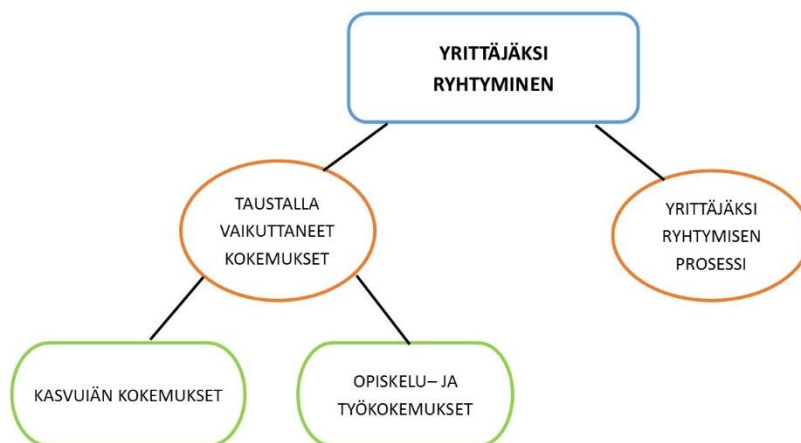 YRITTÄJÄKSI
RYHTYMINEN
TAUSTALLA
VAIKUTTANEET
KOKEMUKSET
YRITTÄJÄKSI
RYHTYMISEN
PROSESSI
KASVUIÄN KOKEMUKSET
OPISKELU– JA
TYÖKOKEMUKSET